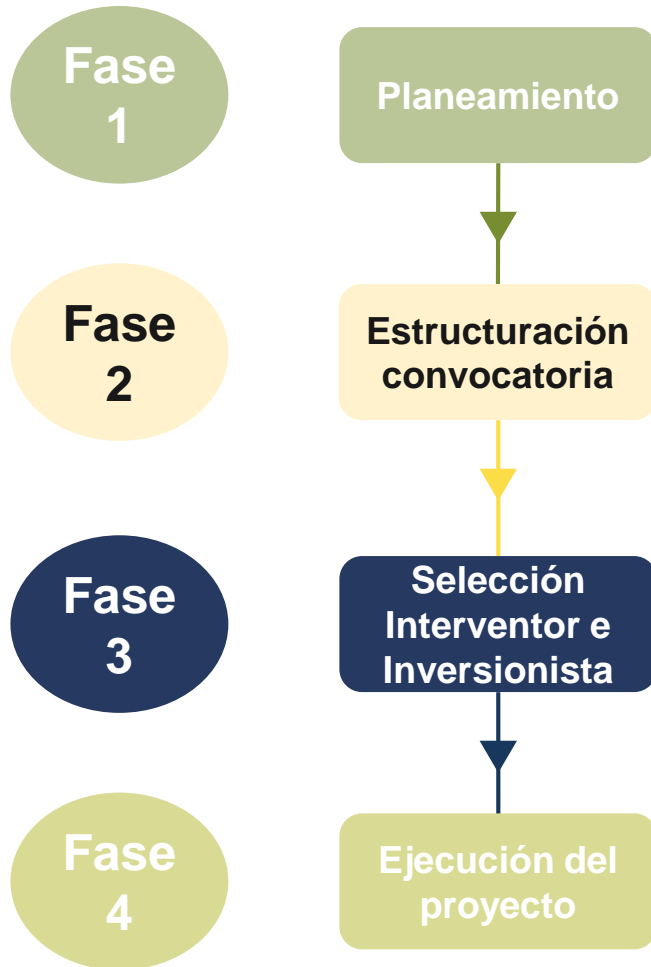 Fase
1
Planeamiento
Fase
2
Estructuración
convocatoria
Fase
3
Selección
Interventor e
Inversionista
Fase
4
Ejecución del
proyecto